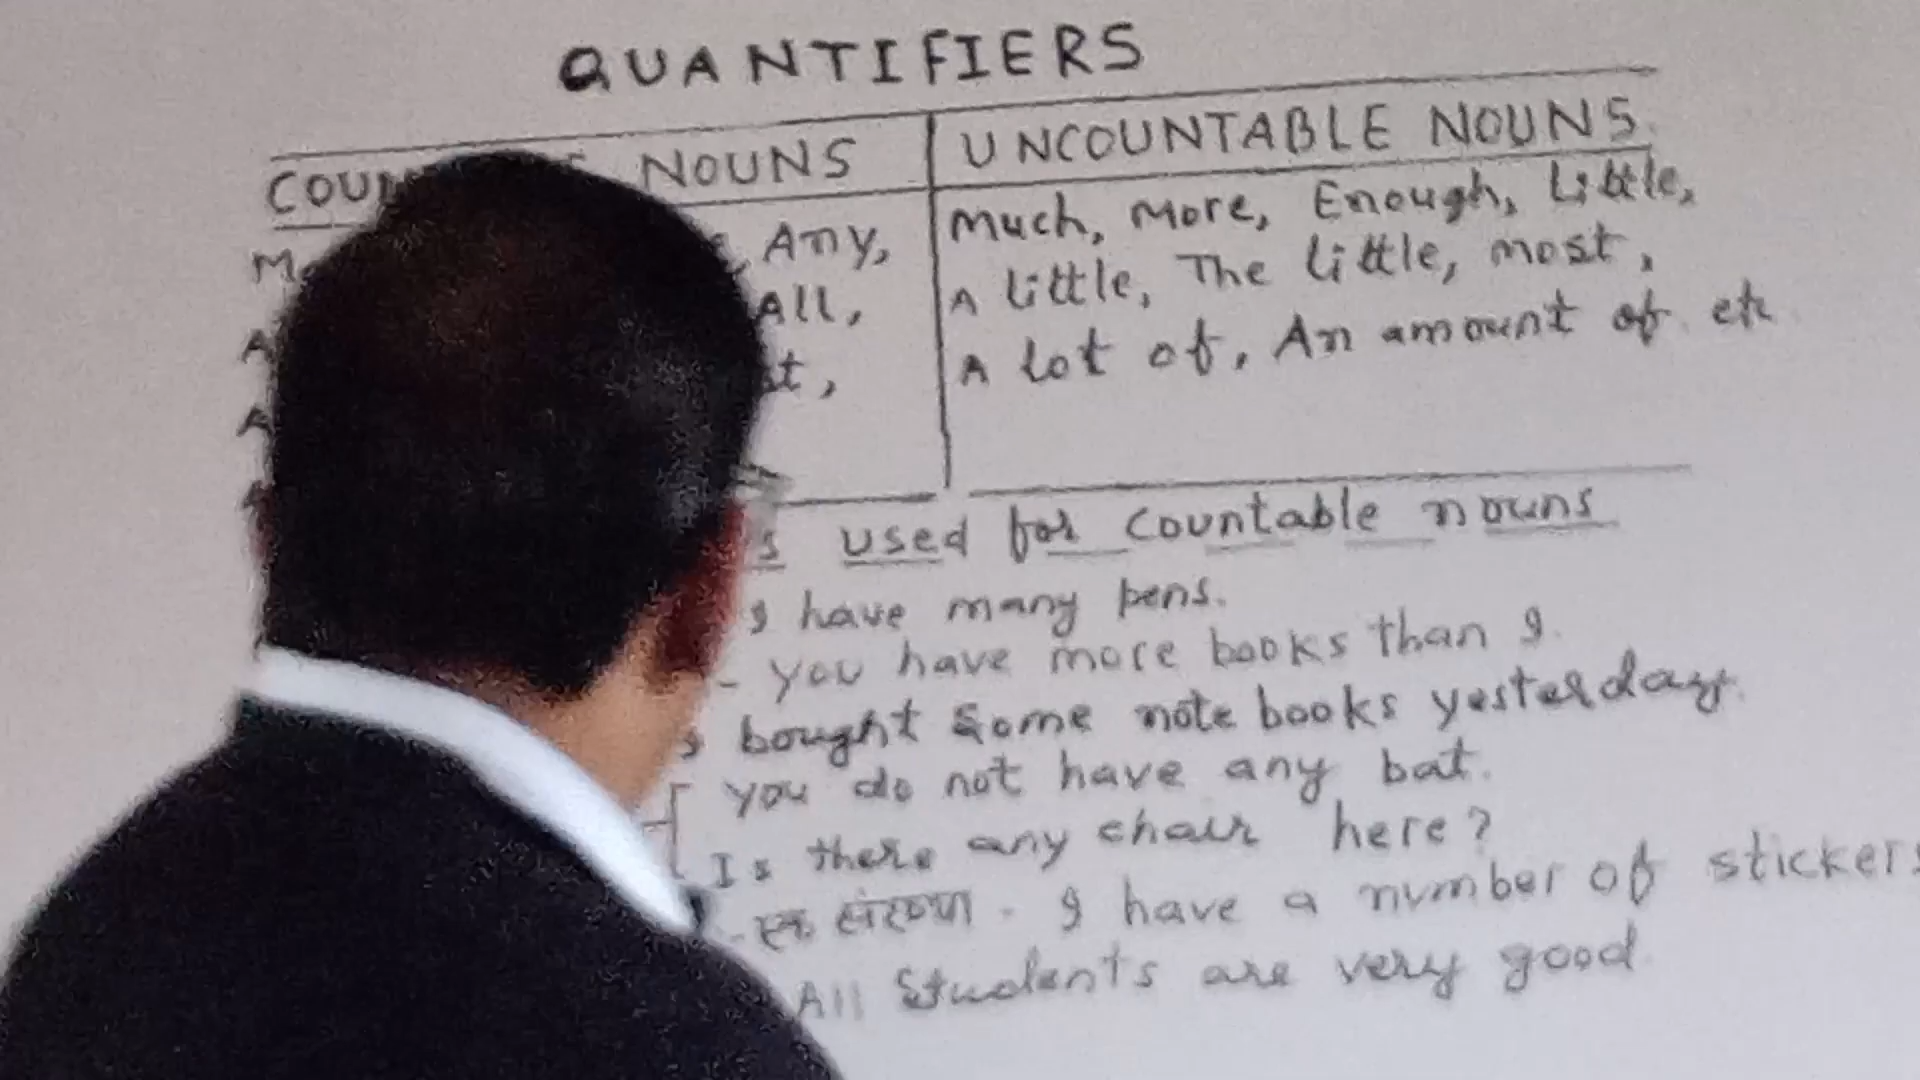 QUANTIFIERS
NOUNS
UNCOUNTABLE NOUNS.
Any,
All,
Much, More, Enough, Little,
A little, The little, most,
A lot of, An amount of etc
used for Countable nouns
I have many pens.
- you have more books than I.
I bought Some note books yesterday.
you do not have any bat.
Is there any chair here?
- एक संख्या - I have a number of stickers
All Students are very good.